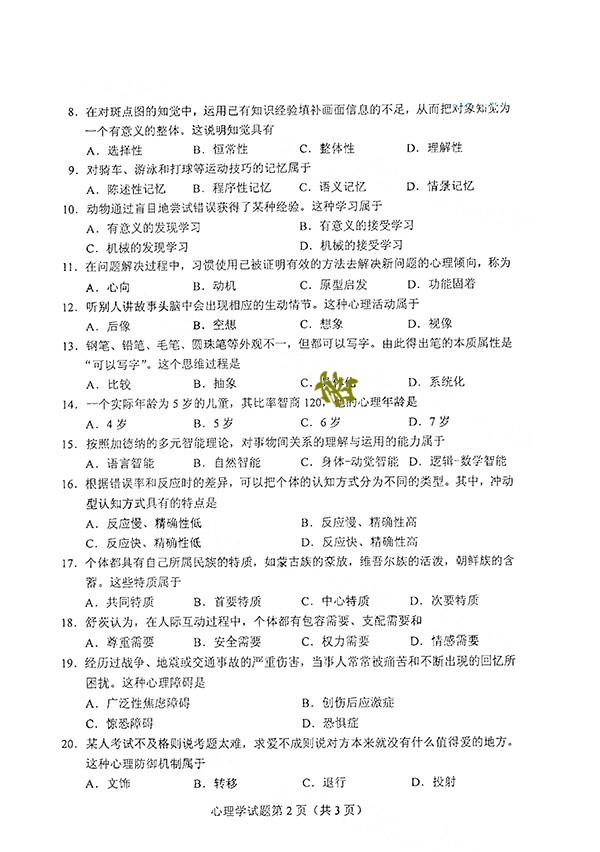 8．在对斑点图的知觉中，运用已有知识经验填补画面信息的不足，从而把对象知觉为
一个有意义的整体。这说明知觉具有
A．选择性 B．恒常性 C．整体性 D．理解性
9．对骑车、游泳和打球等运动技巧的记忆属于
A．陈述性记忆 B．程序性记忆 C．语义记忆 D．情景记忆
10．动物通过盲目地尝试错误获得了某种经验。这种学习属于
A．有意义的发现学习 B．有意义的接受学习
C．机械的发现学习 D．机械的接受学习
11．在问题解决过程中，习惯使用已被证明有效的方法去解决新问题的心理倾向，称为
A．心向 B．动机 C．原型启发 D．功能固着
12．听别人讲故事头脑中会出现相应的生动情节。这种心理活动属于
A．后像 B．空想 C．想象 D．视像
13．钢笔、铅笔、毛笔、圆珠笔等外观不一，但都可以写字。由此得出笔的本质属性是
“可以写字”。这个思维过程是
A．比较 B．抽象 C． D．系统化
14．一个实际年龄为 5 岁的儿童，其比率智商 120，他的心理年龄是
A．4 岁 B．5 岁 C．6 岁 D．7 岁
15．按照加德纳的多元智能理论，对事物间关系的理解与运用的能力属于
A．语言智能 B．自然智能 C．身体-动觉智能 D．逻辑-数学智能
16．根据错误率和反应时的差异，可以把个体的认知方式分为不同的类型。其中，冲动
型认知方式具有的特点是
A．反应慢、精确性低 B．反应慢、精确性高
C．反应快、精确性低 D．反应快、精确性高
17．个体都具有自己所属民族的特质，如蒙古族的豪放，维吾尔族的活泼，朝鲜族的含
蓄。这些特质属于
A．共同特质 B．首要特质 C．中心特质 D．次要特质
18．舒茨认为，在人际互动过程中，个体都有包容需要、支配需要和
A．尊重需要 B．安全需要 C．权力需要 D．情感需要
19．经历过战争、地震或交通事故的严重伤害，当事人常常被痛苦和不断出现的回忆所
困扰。这种心理障碍是
A．广泛性焦虑障碍 B．创伤后应激症
C．惊恐障碍 D．恐惧症
20．某人考试不及格则说考题太难，求爱不成则说对方本来就没有什么值得爱的地方。
这种心理防御机制属于
A．文饰 B．转移 C．退行 D．投射
心理学试题第 2 页（共 3 页）